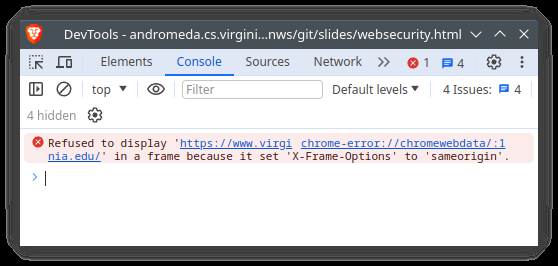 DevTools - andromeda.cs.virgini...nws/git/slides/websecurity.html
Elements Console Sources Network 1 4
top Filter Default levels 4 Issues: 4
4 hidden
Refused to display 'https://www.virgi chrome-error://chromewebdata/:1
nia.edu/' in a frame because it set 'X-Frame-Options' to 'sameorigin'.